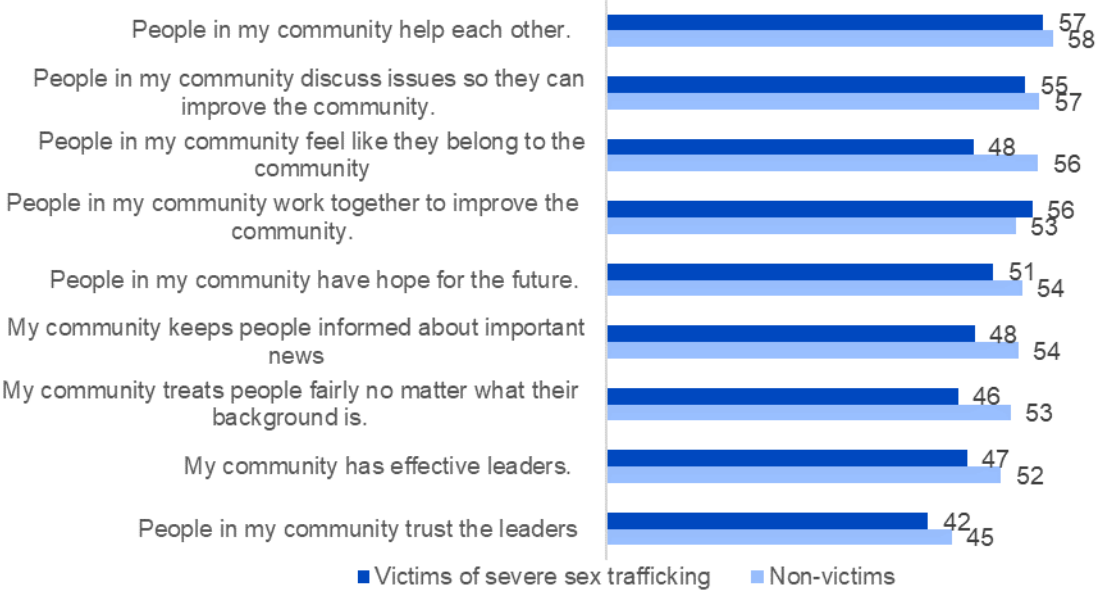 People in my community help each other.
57
58
People in my community discuss issues so they can
improve the community.
55
57
People in my community feel like they belong to the
community
48
56
People in my community work together to improve the
community.
56
53
People in my community have hope for the future.
51
54
My community keeps people informed about important
news
48
54
My community treats people fairly no matter what their
background is.
46
53
My community has effective leaders.
47
52
People in my community trust the leaders
42
45
Victims of severe sex trafficking Non-victims